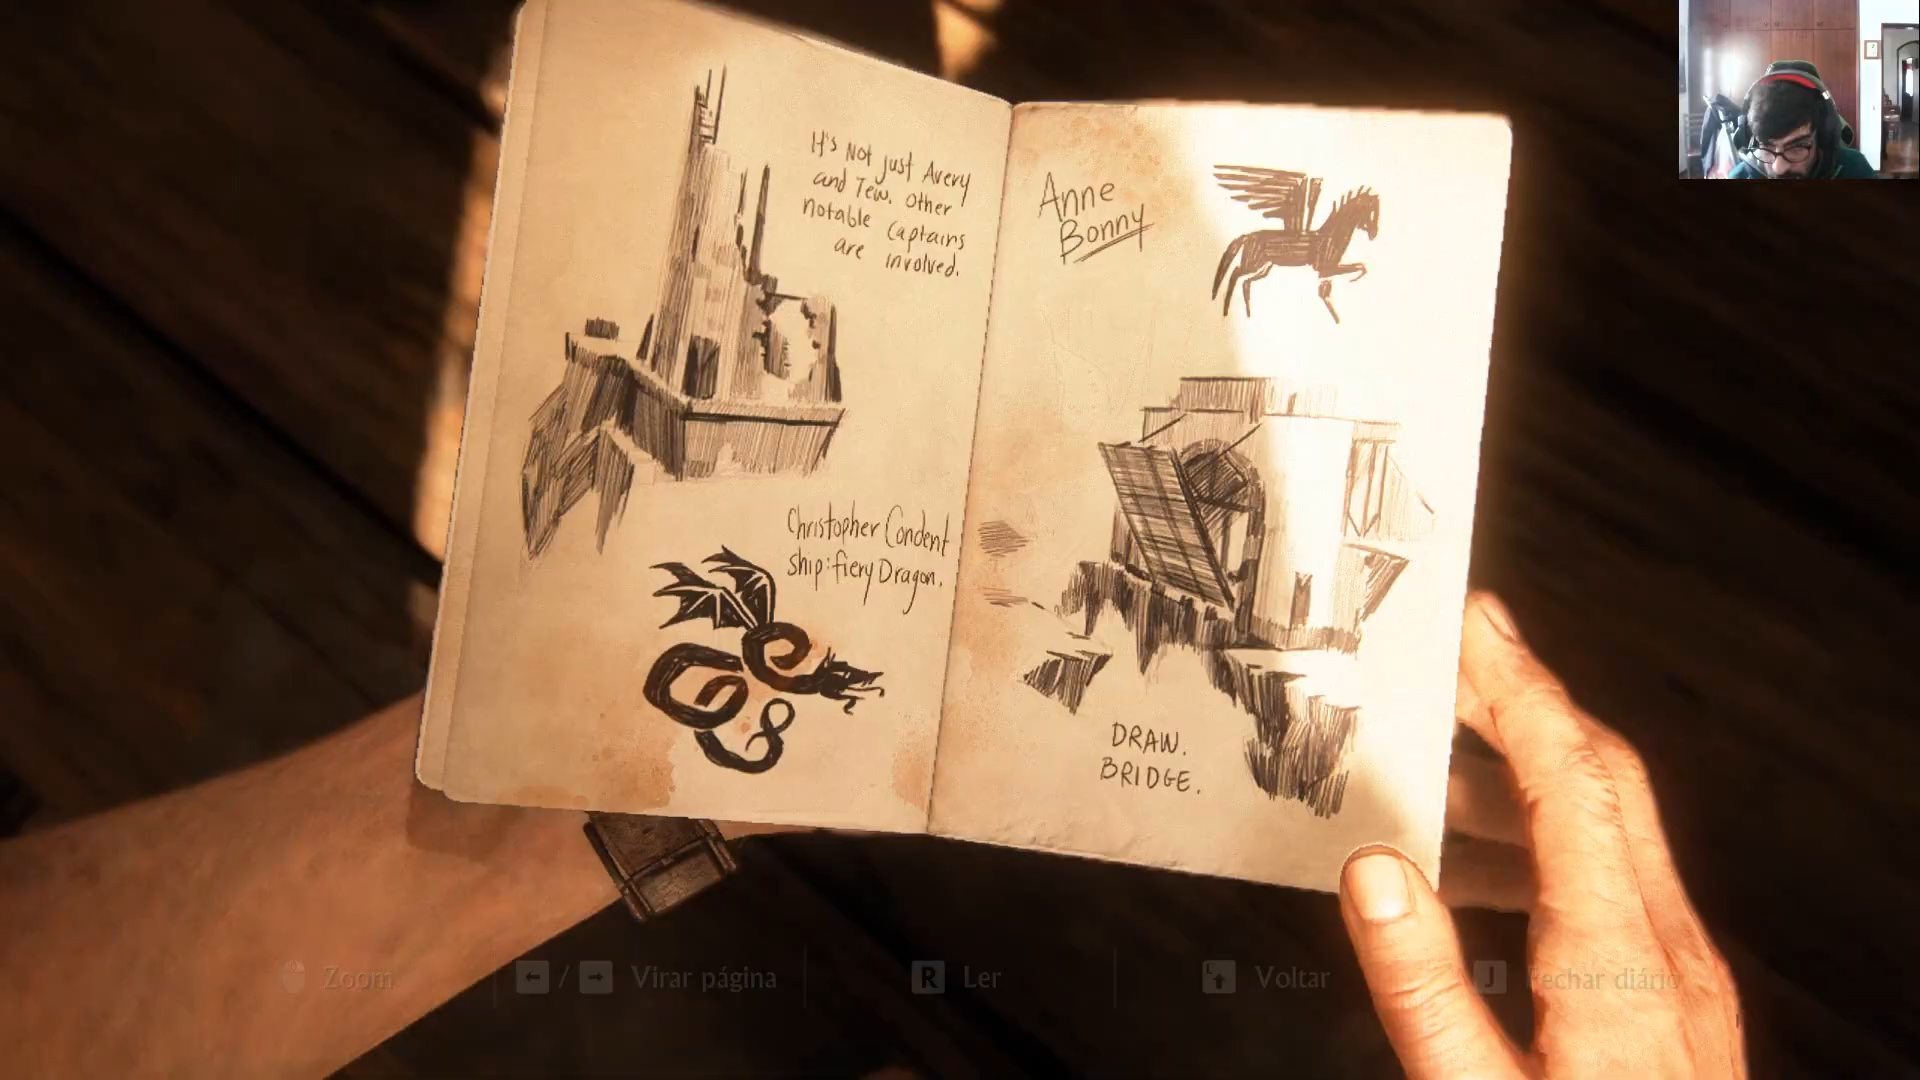 It's Not just Avery
and Tew. Other
notable Captains
are involved.
Christophер Condent
ship: fiery Dragon.
Anne
Bonny
DRAW.
BRIDGE.
Zoom
← / → Virar página
R Ler
L Voltar
J Fechar diário